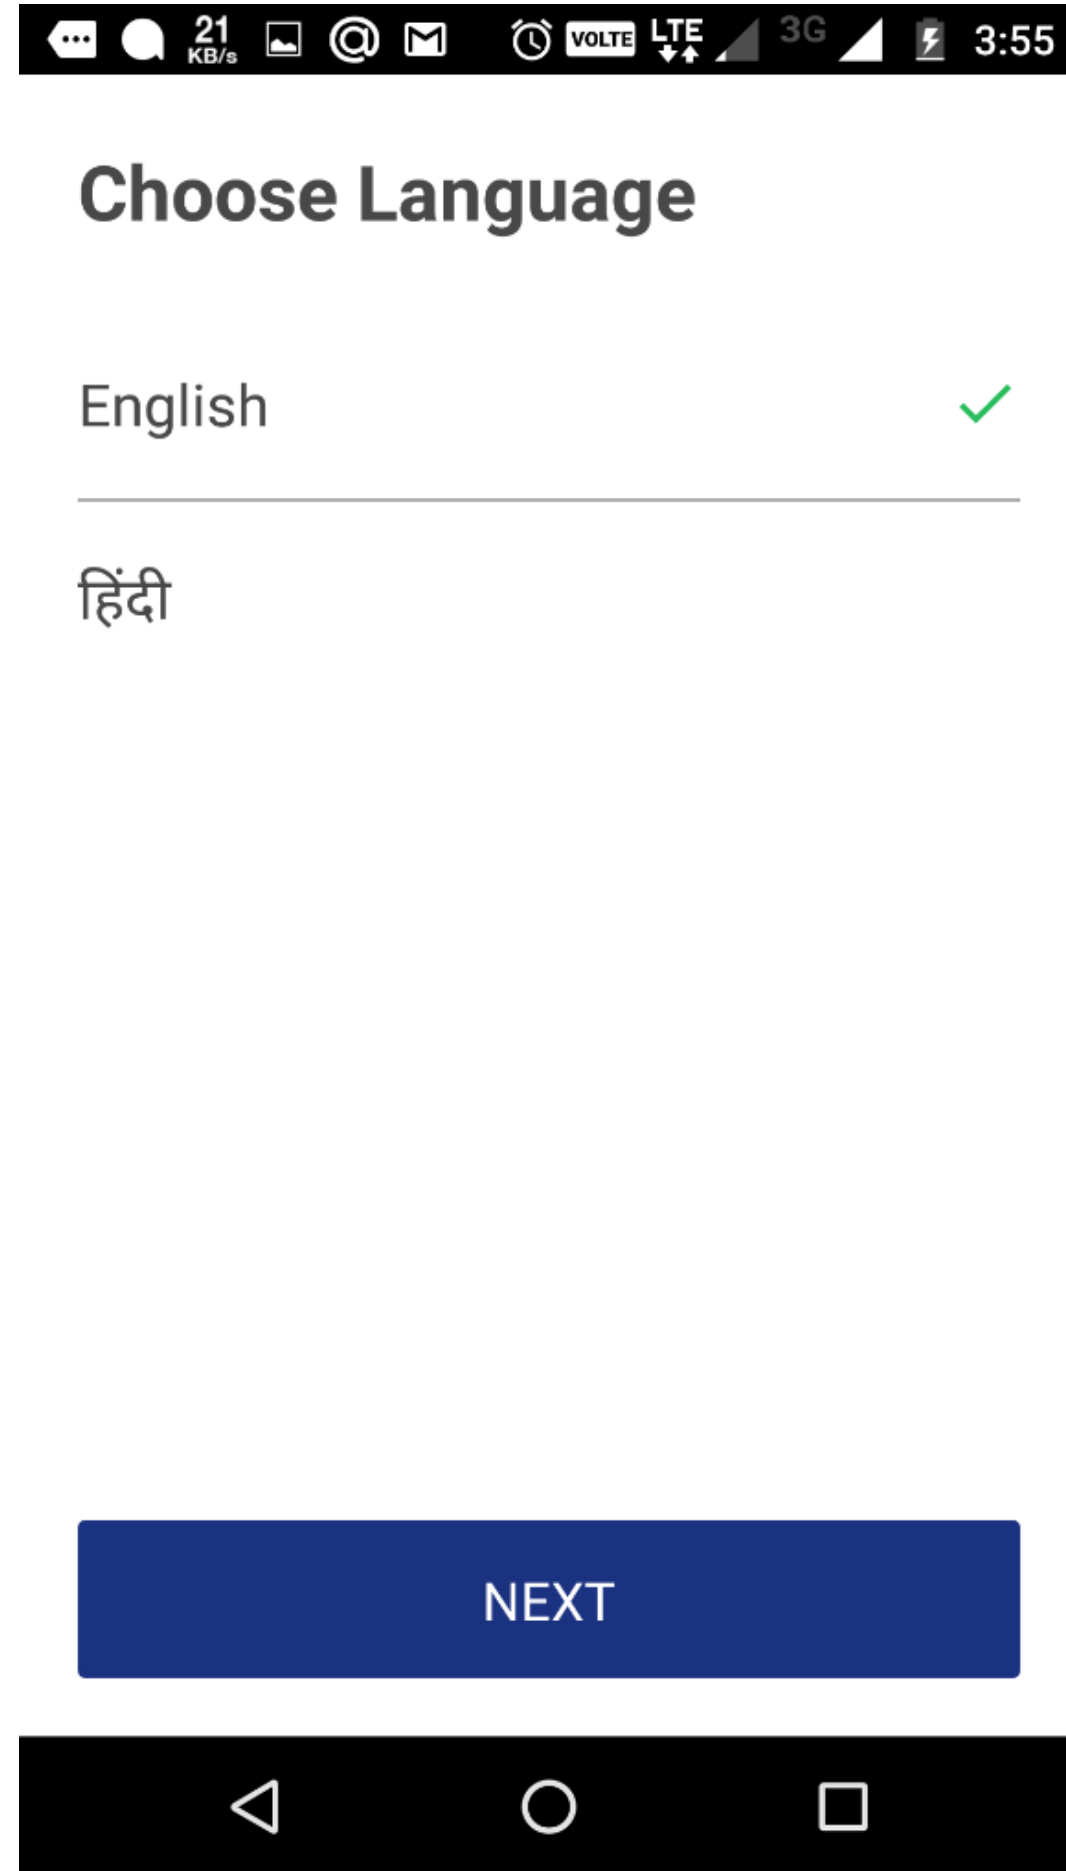 21
KB/s
VOLTE
LTE
3G
3:55
Choose Language
English
हिंदी
NEXT